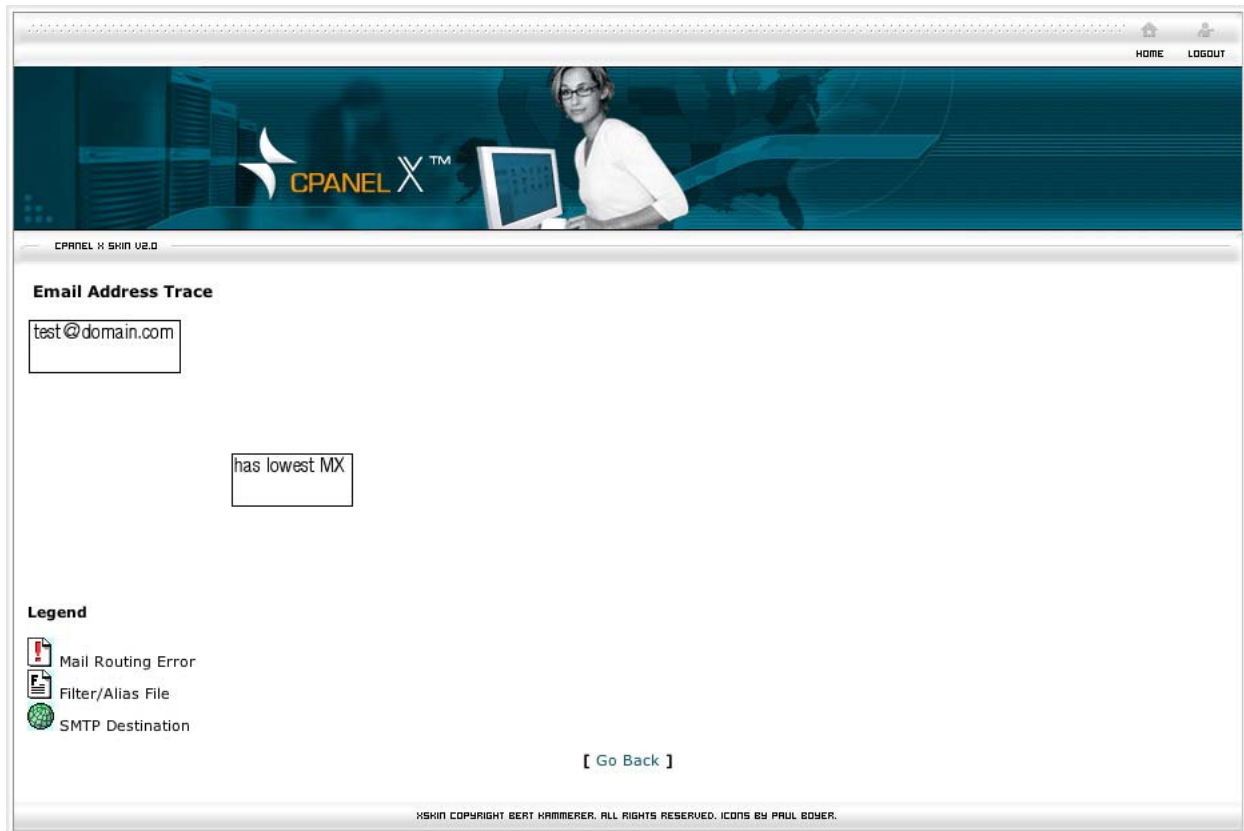 HOME LOGOUT
CPANEL X ™
CPANEL X SKIN V2.0
Email Address Trace
test@domain.com
has lowest MX
Legend
Mail Routing Error
Filter/Alias File
SMTP Destination
[ Go Back ]
XSKIN COPYRIGHT BERT KAMMERER. ALL RIGHTS RESERVED. ICONS BY PAUL BOYER.